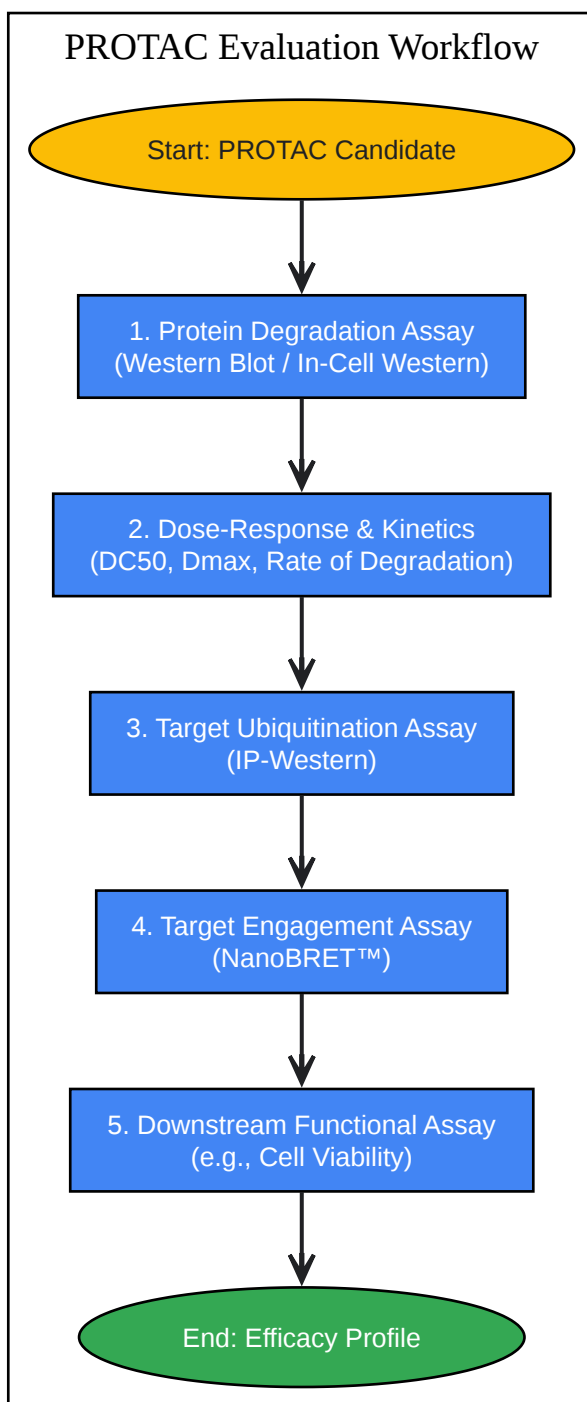 PROTAC Evaluation Workflow
Start: PROTAC Candidate
1. Protein Degradation Assay
(Western Blot / In-Cell Western)
2. Dose-Response & Kinetics
(DC50, Dmax, Rate of Degradation)
3. Target Ubiquitination Assay
(IP-Western)
4. Target Engagement Assay
(NanoBRET™)
5. Downstream Functional Assay
(e.g., Cell Viability)
End: Efficacy Profile